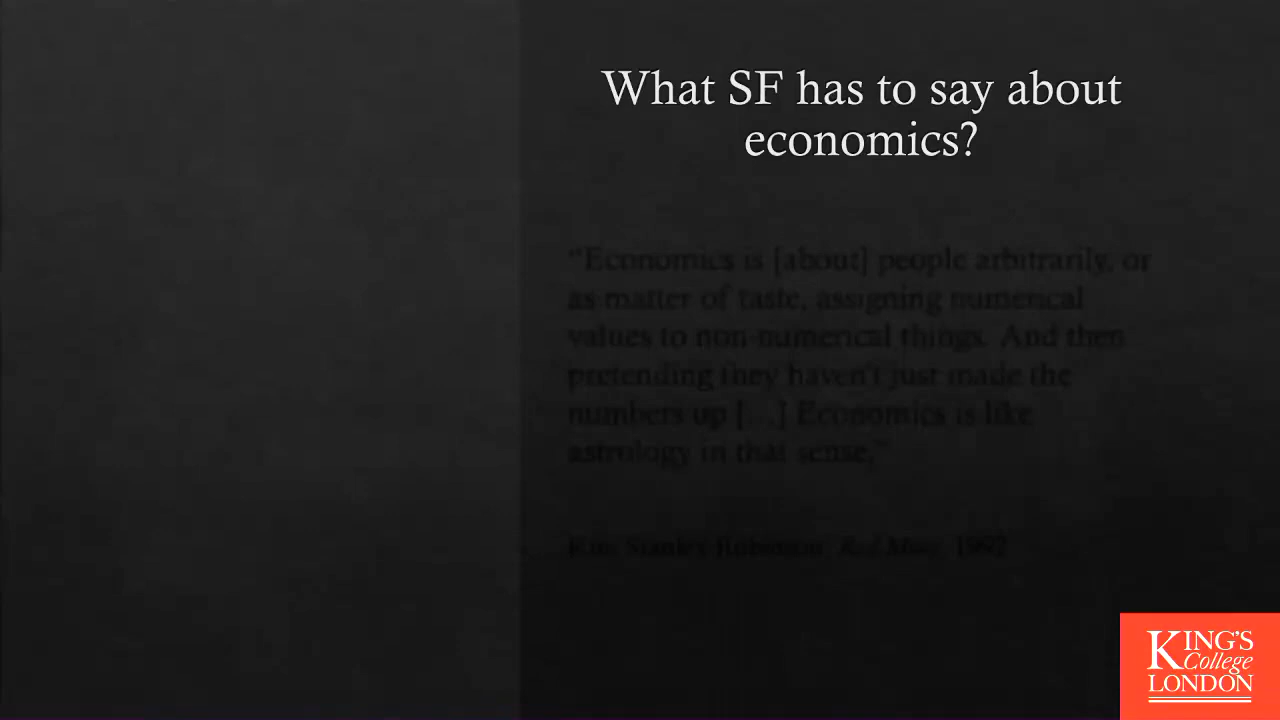 What SF has to say about
economics?
“Economics is [about] people arbitrarily, or
as matter of taste, assigning numerical
values to non-numerical things. And then
pretending they haven't just made the
numbers up [...] Economics is like
astrology in that sense,”
Kim Stanley Robinson, Red Mars, 1992
KING'S
College
LONDON